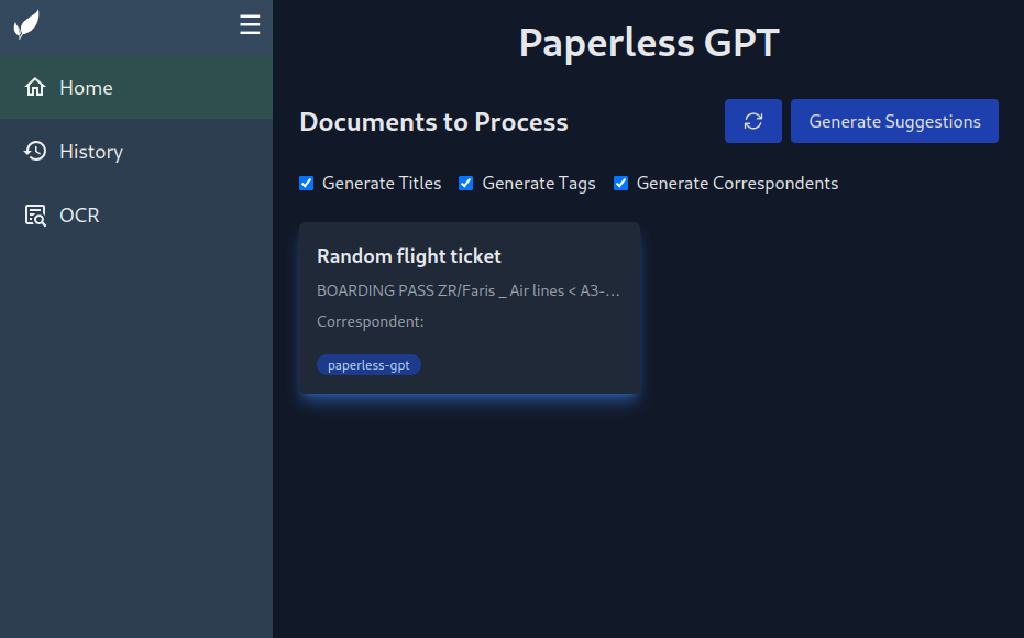 Paperless GPT
Home
History
OCR
Documents to Process
Generate Suggestions
Generate Titles
Generate Tags
Generate Correspondents
Random flight ticket
BOARDING PASS ZR/Faris _ Air lines < A3-...
Correspondent:
paperless-gpt